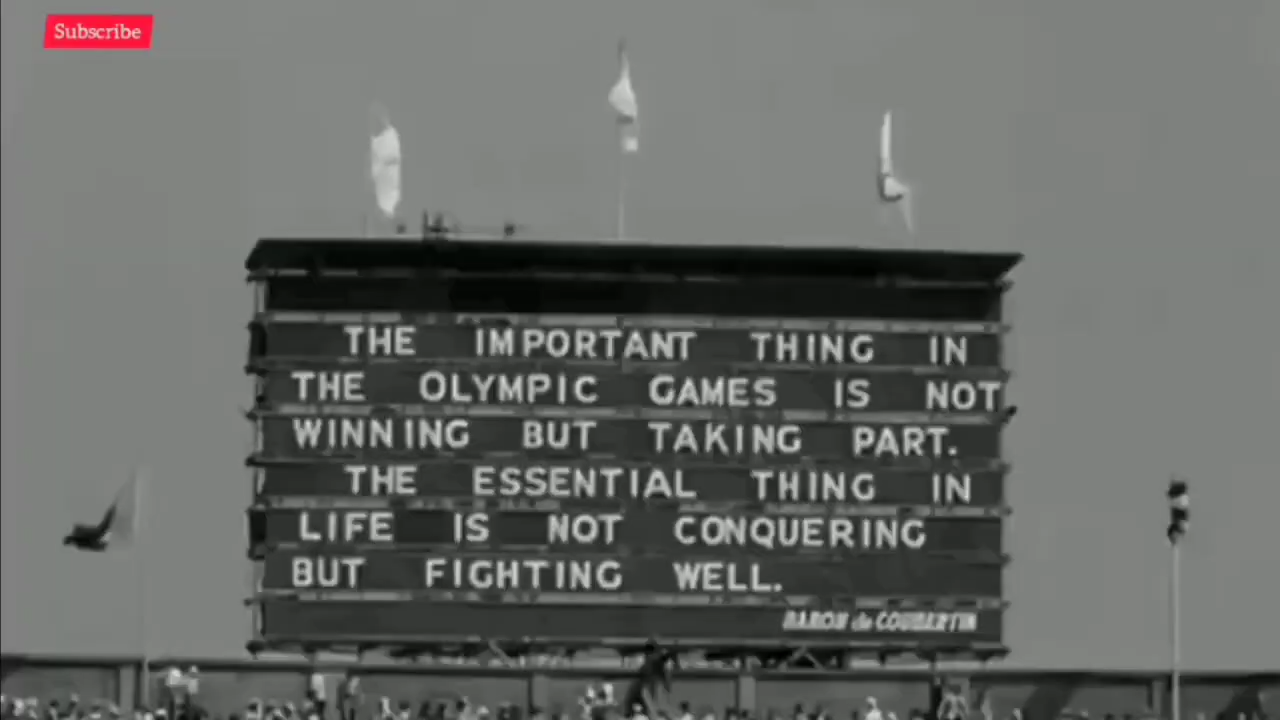 Subscribe
THE IMPORTANT THING IN
THE OLYMPIC GAMES IS NOT
WINNING BUT TAKING PART.
THE ESSENTIAL THING IN
LIFE IS NOT CONQUERING
BUT FIGHTING WELL.
BARON de COUBERTIN